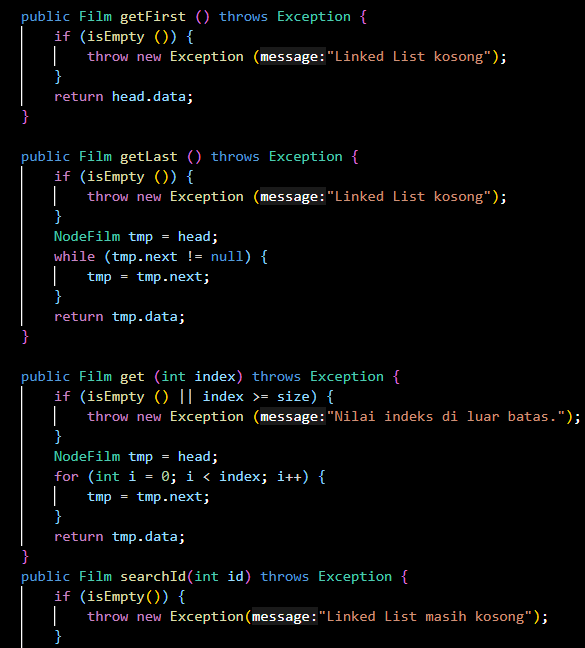 public Film getFirst () throws Exception {
    if (isEmpty ()) {
        throw new Exception (message:"Linked List kosong");
    }
    return head.data;
}

public Film getLast () throws Exception {
    if (isEmpty ()) {
        throw new Exception (message:"Linked List kosong");
    }
    NodeFilm tmp = head;
    while (tmp.next != null) {
        tmp = tmp.next;
    }
    return tmp.data;
}

public Film get (int index) throws Exception {
    if (isEmpty () || index >= size) {
        throw new Exception (message:"Nilai indeks di luar batas.");
    }
    NodeFilm tmp = head;
    for (int i = 0; i < index; i++) {
        tmp = tmp.next;
    }
    return tmp.data;
}
public Film searchId(int id) throws Exception {
    if (isEmpty()) {
        throw new Exception(message:"Linked List masih kosong");
    }